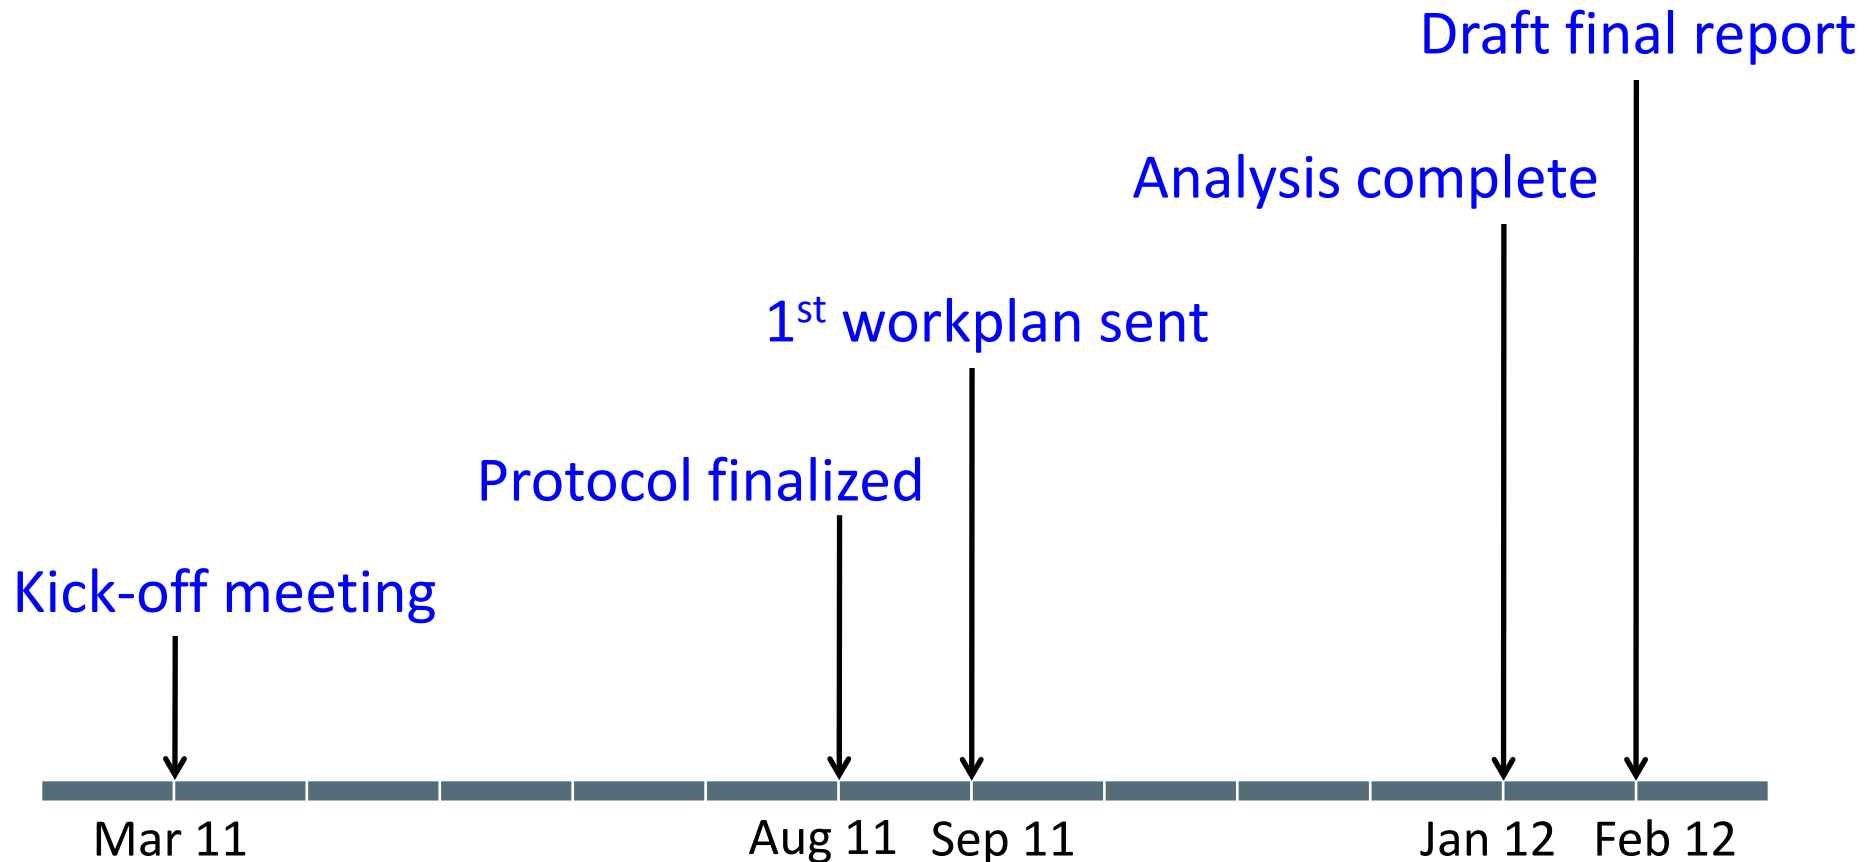 Draft final report
Analysis complete
1st workplan sent
Protocol finalized
Kick-off meeting
Mar 11 Aug 11 Sep 11 Jan 12 Feb 12